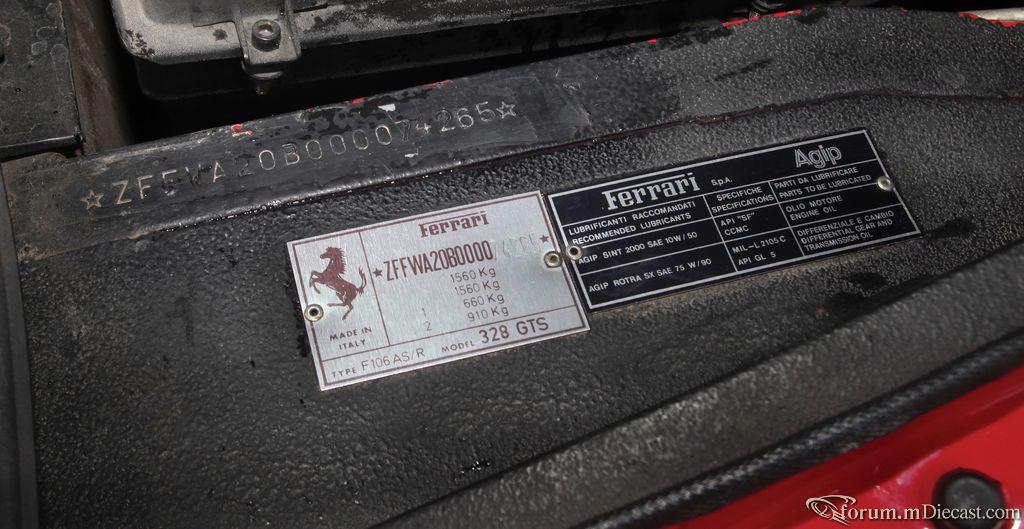 ☆ZFFWA20B000074265☆
Ferrari
★ZFFWA20B0000 ★
1560 Kg
1560 Kg
1 660 Kg
2 910 Kg
MADE IN
ITALY
TYPE F106 AS/R MODEL 328 GTS
Ferrari S.p.A. Agip
LUBRIFICANTI RACCOMANDATI
RECOMMENDED LUBRICANTS
SPECIFICHE
SPECIFICATIONS
PARTI DA LUBRIFICARE
PARTS TO BE LUBRICATED
AGIP SINT 2000 SAE 10W/50
API "SF"
CCMC
OLIO MOTORE
ENGINE OIL
AGIP ROTRA SX SAE 75 W/90
MIL-L 2105 C
API GL 5
DIFFERENZIALE E CAMBIO
DIFFERENTIAL GEAR AND
TRANSMISSION OIL
forum.mDiecast.com